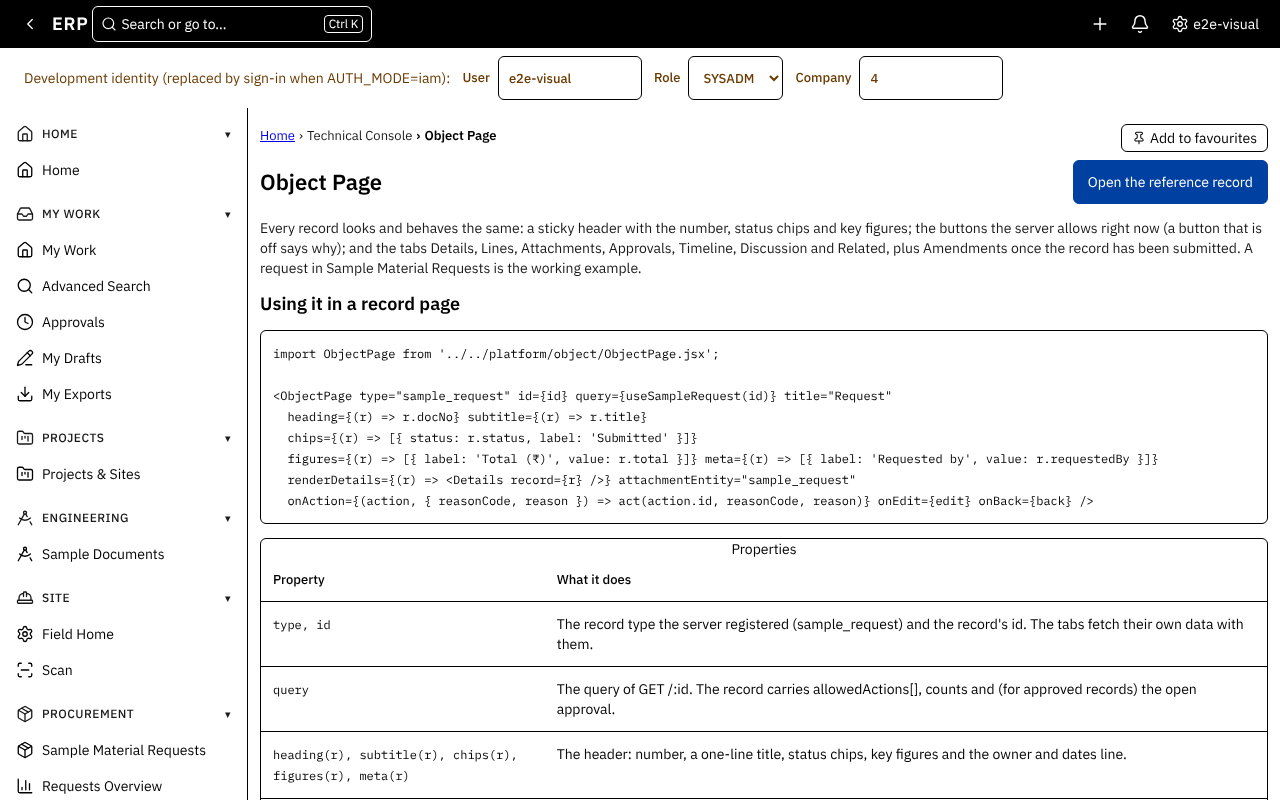 ERP
Search or go to...
Ctrl K
e2e-visual
Development identity (replaced by sign-in when AUTH_MODE=iam):
User
e2e-visual
Role
SYSADM
Company
4
HOME
Home
MY WORK
My Work
Advanced Search
Approvals
My Drafts
My Exports
PROJECTS
Projects & Sites
ENGINEERING
Sample Documents
SITE
Field Home
Scan
PROCUREMENT
Sample Material Requests
Requests Overview
Home › Technical Console › Object Page
Add to favourites
Object Page
Open the reference record
Every record looks and behaves the same: a sticky header with the number, status chips and key figures; the buttons the server allows right now (a button that is
off says why); and the tabs Details, Lines, Attachments, Approvals, Timeline, Discussion and Related, plus Amendments once the record has been submitted. A
request in Sample Material Requests is the working example.
Using it in a record page
import ObjectPage from '../../platform/object/ObjectPage.jsx';
<ObjectPage type="sample_request" id={id} query={useSampleRequest(id)} title="Request"
heading={(r) => r.docNo} subtitle={(r) => r.title}
chips={(r) => [{ status: r.status, label: 'Submitted' }]}
figures={(r) => [{ label: 'Total (₹)', value: r.total }]} meta={(r) => [{ label: 'Requested by', value: r.requestedBy }]}
renderDetails={(r) => <Details record={r} />} attachmentEntity="sample_request"
onAction={(action, { reasonCode, reason }) => act(action.id, reasonCode, reason)} onEdit={edit} onBack={back} />
Properties
Property
What it does
type, id
The record type the server registered (sample_request) and the record's id. The tabs fetch their own data with
them.
query
The query of GET /:id. The record carries allowedActions[], counts and (for approved records) the open
approval.
heading(r), subtitle(r), chips(r),
figures(r), meta(r)
The header: number, a one-line title, status chips, key figures and the owner and dates line.